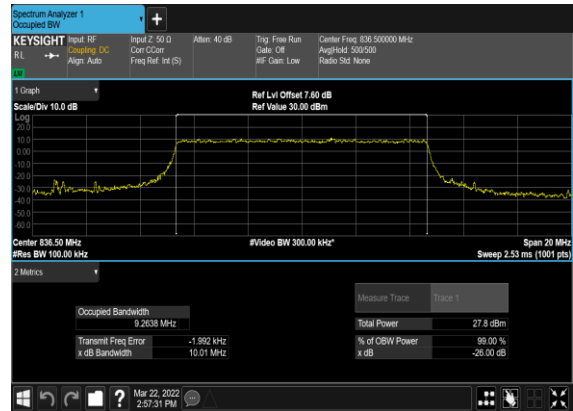 Spectrum Analyzer 1
Occupied BW
+
KEYSIGHT Input: RF Input Z: 50 Ω Atten: 40 dB Trig: Free Run Center Freq: 836.500000 MHz
RL Coupling: DC Corr CCorr Gate: Off Avg|Hold: 500/500
Align: Auto Freq Ref: Int (S) #IF Gain: Low Radio Std: None
1 Graph
Ref Lvl Offset 7.60 dB
Scale/Div 10.0 dB Ref Value 30.00 dBm
Log
20.0
10.0
0.00
-10.0
-20.0
-30.0
-40.0
-50.0
-60.0
Center 836.50 MHz #Video BW 300.00 kHz* Span 20 MHz
#Res BW 100.00 kHz Sweep 2.53 ms (1001 pts)
2 Metrics
Measure Trace Trace 1
Occupied Bandwidth
9.2638 MHz Total Power 27.8 dBm
Transmit Freq Error -1.992 kHz % of OBW Power 99.00 %
x dB Bandwidth 10.01 MHz x dB -26.00 dB
? Mar 22, 2022
2:57:31 PM